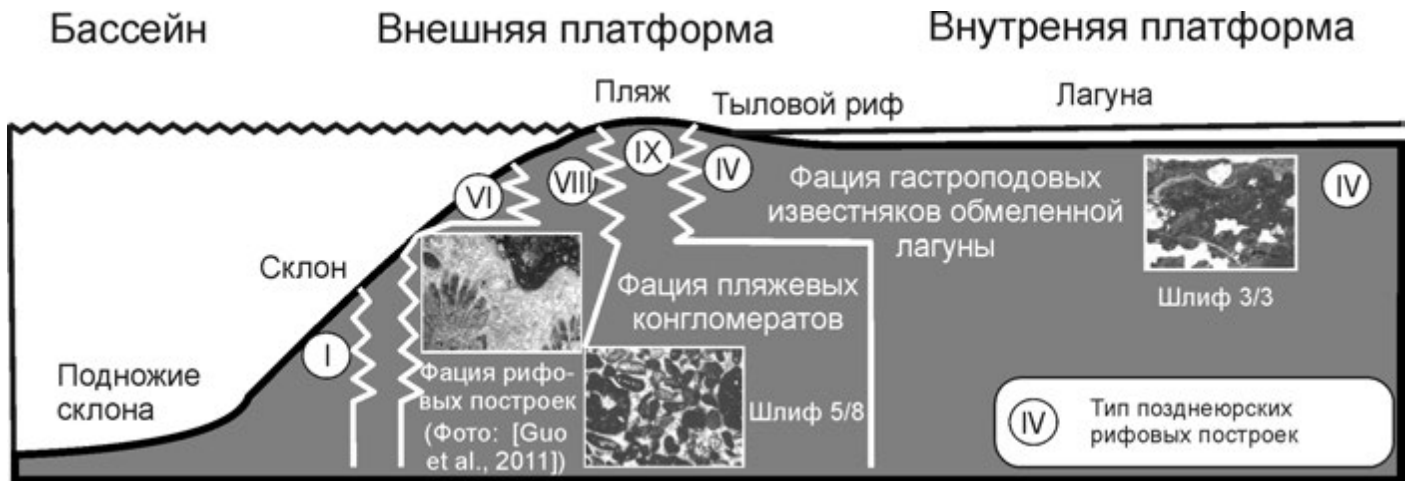 Бассейн
Внешняя платформа
Внутреняя платформа
Пляж
Тыловой риф
Лагуна
IX
VI
VIII
IV
IV
Фация гастроподовых
известняков обмеленной
лагуны
Склон
Шлиф 3/3
Фация пляжевых
конгломератов
I
Подножие
склона
Фация рифо-
вых построек
(Фото: [Guo
et al., 2011])
Шлиф 5/8
IV
Тип позднеюрских
рифовых построек